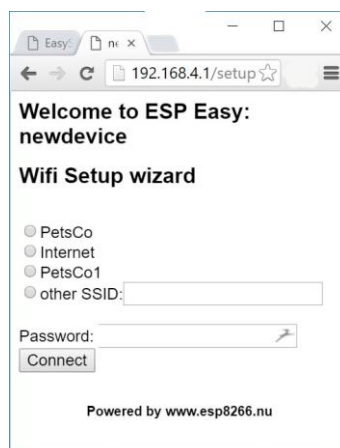 Easy
ne
192.168.4.1/setup
Welcome to ESP Easy:
newdevice
Wifi Setup wizard
PetsCo
Internet
PetsCo1
other SSID:
Password:
Connect
Powered by www.esp8266.nu